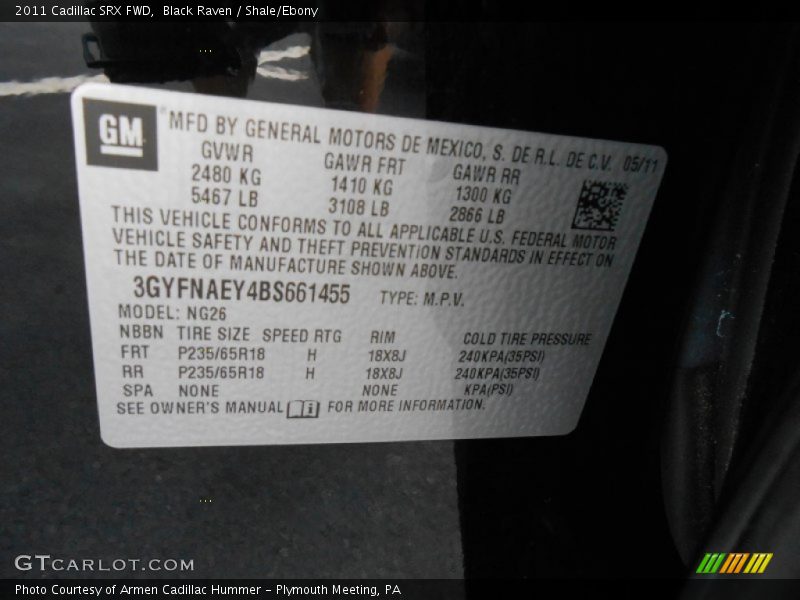 2011 Cadillac SRX FWD, Black Raven / Shale/Ebony
GM ® MFD BY GENERAL MOTORS DE MEXICO, S. DE R.L. DE C.V. 05/11
GVWR GAWR FRT GAWR RR
2480 KG 1410 KG 1300 KG
5467 LB 3108 LB 2866 LB
THIS VEHICLE CONFORMS TO ALL APPLICABLE U.S. FEDERAL MOTOR
VEHICLE SAFETY AND THEFT PREVENTION STANDARDS IN EFFECT ON
THE DATE OF MANUFACTURE SHOWN ABOVE.
3GYFNAEY4BS661455 TYPE: M.P.V.
MODEL: NG26
NBBN TIRE SIZE SPEED RTG RIM COLD TIRE PRESSURE
FRT P235/65R18 H 18X8J 240KPA(35PSI)
RR P235/65R18 H 18X8J 240KPA(35PSI)
SPA NONE NONE KPA(PSI)
SEE OWNER'S MANUAL FOR MORE INFORMATION.
GTCARLOT.COM
Photo Courtesy of Armen Cadillac Hummer – Plymouth Meeting, PA